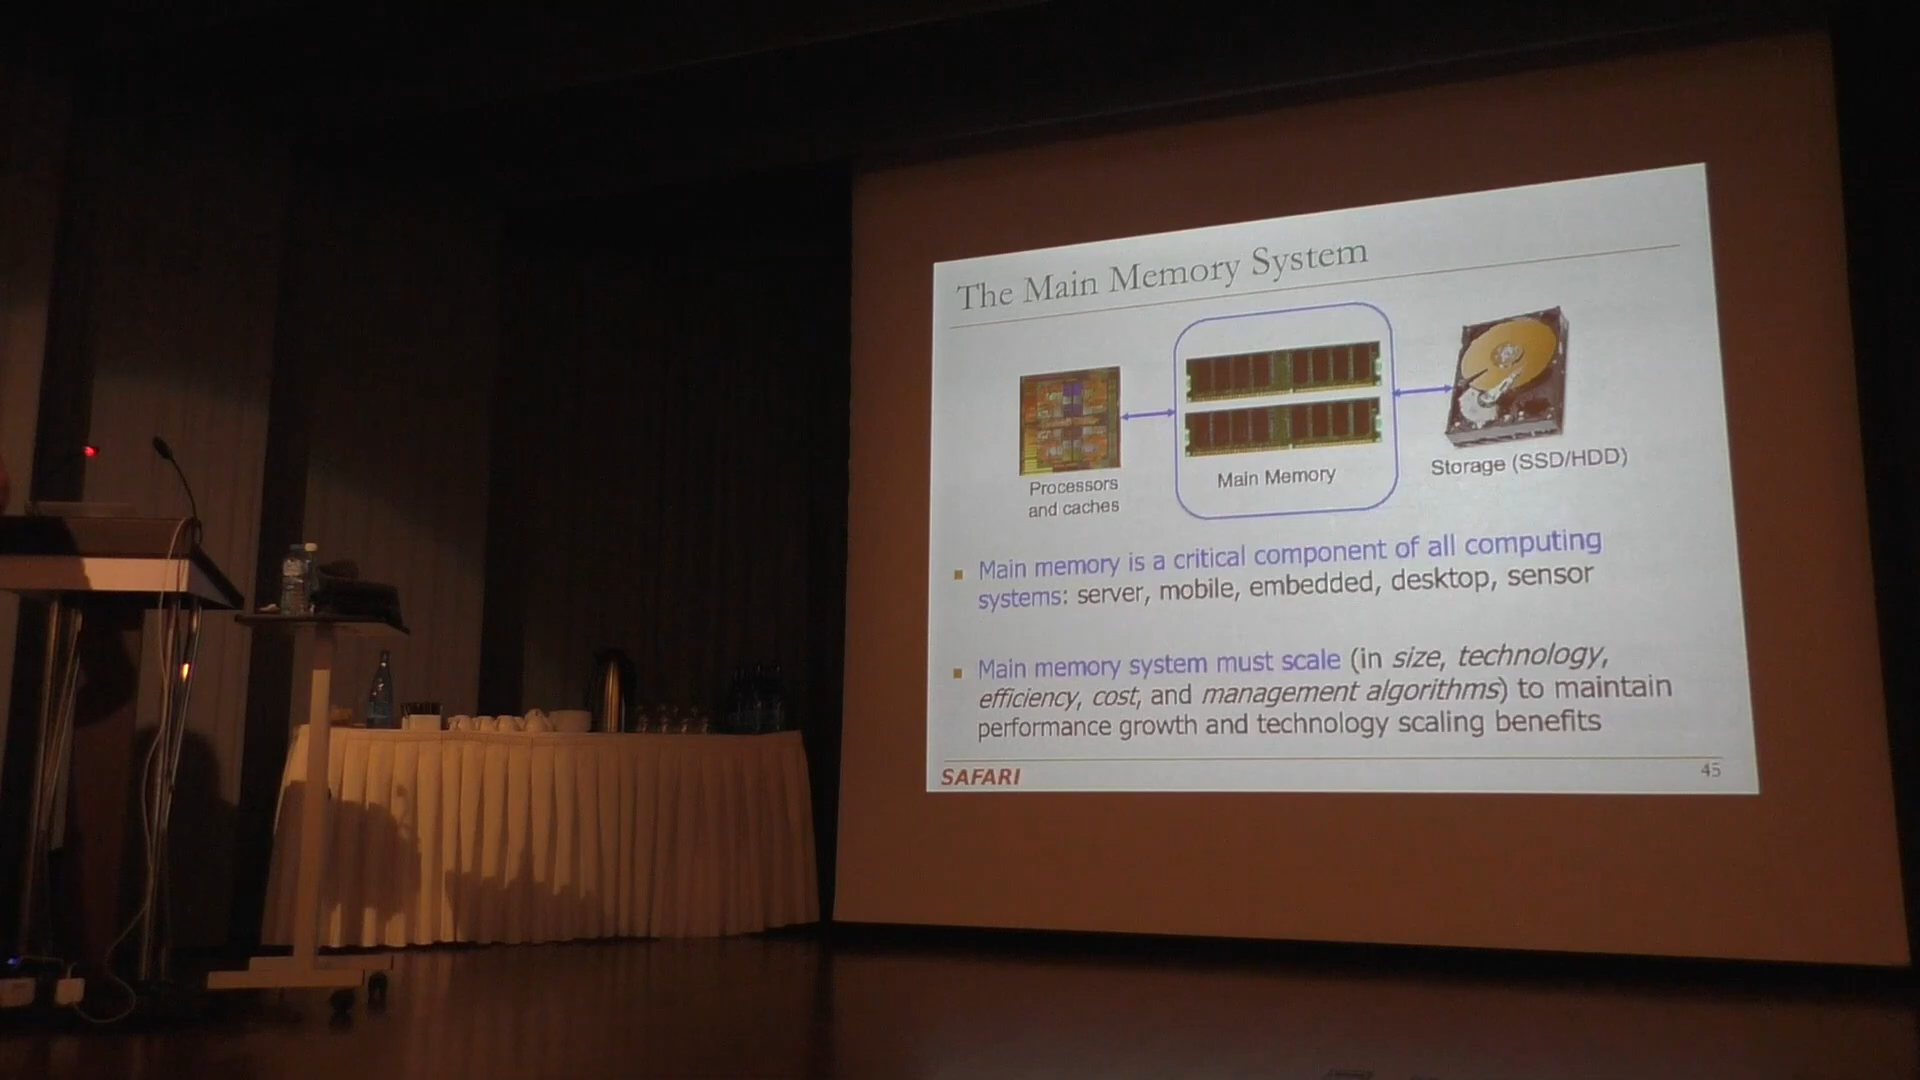 The Main Memory System
Processors
and caches
Main Memory
Storage (SSD/HDD)
Main memory is a critical component of all computing
systems: server, mobile, embedded, desktop, sensor
Main memory system must scale (in size, technology,
efficiency, cost, and management algorithms) to maintain
performance growth and technology scaling benefits
SAFARI
45